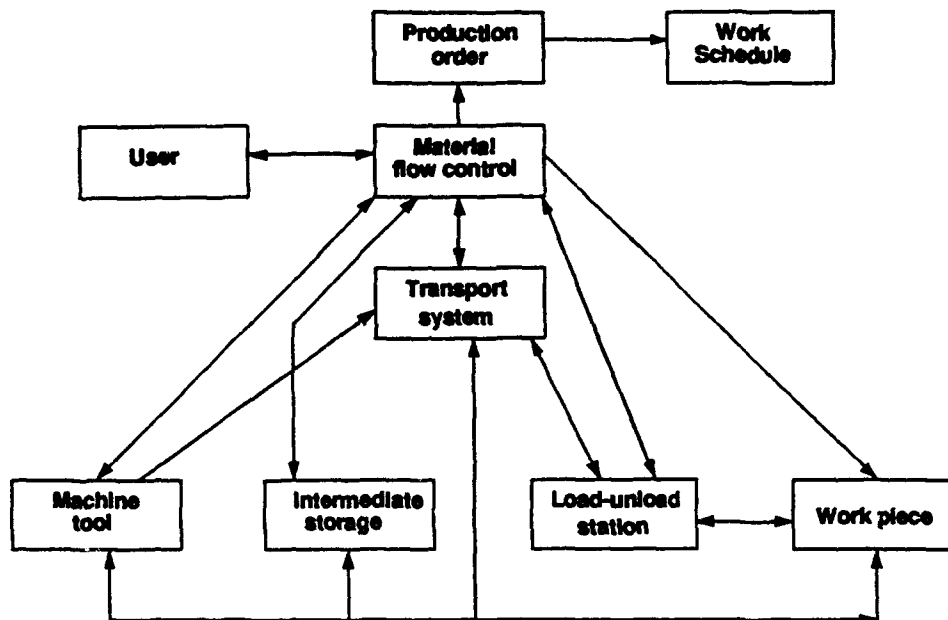 Production
order
Work
Schedule
User
Material
flow control
Transport
system
Machine
tool
Intermediate
storage
Load-unload
station
Work piece